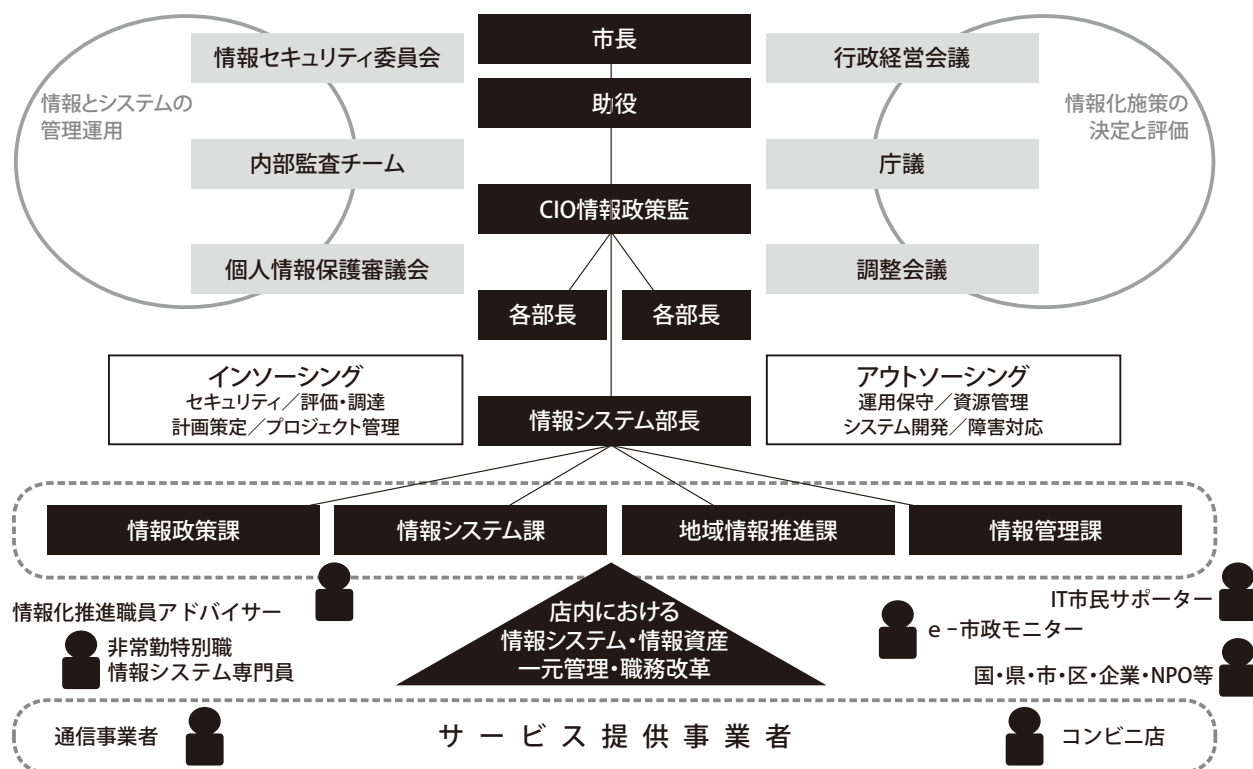 市長
情報セキュリティ委員会
行政経営会議
情報とシステムの
管理運用
助役
情報化施策の
決定と評価
内部監査チーム
庁議
CIO情報政策監
個人情報保護審議会
調整会議
各部長
各部長
インソーシング
セキュリティ／評価・調達
計画策定／プロジェクト管理
アウトソーシング
運用保守／資源管理
システム開発／障害対応
情報システム部長
情報政策課
情報システム課
地域情報推進課
情報管理課
情報化推進職員アドバイザー
非常勤特別職
情報システム専門員
店内における
情報システム・情報資産
一元管理・職務改革
IT市民サポーター
e－市政モニター
国・県・市・区・企業・NPO等
通信事業者
サービス提供事業者
コンビニ店